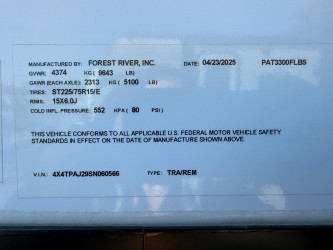 MANUFACTURED BY: FOREST RIVER, INC. DATE: 04/23/2025 PAT3300FLBS
GVWR: 4374 KG ( 9643 LB)
GAWR (EACH AXLE): 2313 KG ( 5100 LB)
TIRES: ST225/75R15/E
RIMS: 15X6.0J
COLD INFL. PRESSURE: 552 KPA ( 80 PSI)
THIS VEHICLE CONFORMS TO ALL APPLICABLE U.S. FEDERAL MOTOR VEHICLE SAFETY
STANDARDS IN EFFECT ON THE DATE OF MANUFACTURE SHOWN ABOVE.
V.I.N.: 4X4TPAJ29SN060566 TYPE: TRA/REM